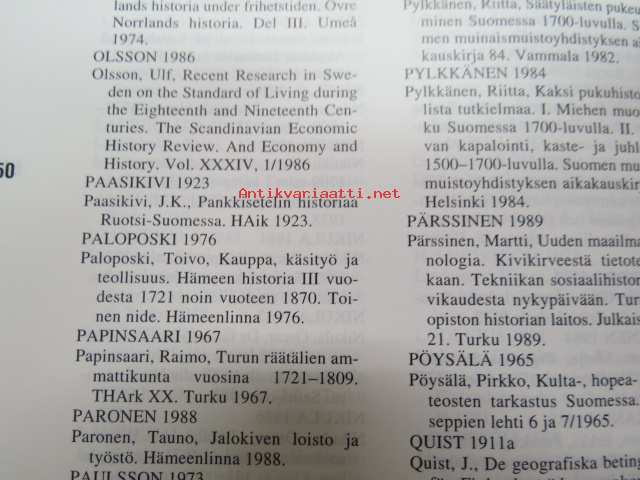 lands historia under frihetstiden. Övre
Norrlands historia. Del III. Umeå
1974.
OLSSON 1986
Olsson, Ulf, Recent Research in Swe-
den on the Standard of Living during
the Eighteenth and Nineteenth Cen-
turies. The Scandinavian Economic
History Review. And Economy and
History. Vol. XXXIV, 1/1986
PAASIKIVI 1923
Paasikivi, J.K., Pankkisetelin historiaa
Ruotsi-Suomessa. HAik 1923.
PALOPOSKI 1976
Paloposki, Toivo, Kauppa, käsityö ja
teollisuus. Hämeen historia III vuo-
desta 1721 noin vuoteen 1870. Toi-
nen nide. Hämeenlinna 1976.
PAPINSAARI 1967
Papinsaari, Raimo, Turun räätälien am-
mattikunta vuosina 1721–1809.
THArk XX. Turku 1967.
PARONEN 1988
Paronen, Tauno, Jalokiven loisto ja
työstö. Hämeenlinna 1988.
PAULSSON 1973
50
Pylkkänen, Riitta, Säätyläisten pukeu
minen Suomessa 1700-luvulla. S
men muinaismuistoyhdistyksen ai
kauskirja 84. Vammala 1982.
PYLKKÄNEN 1984
Pylkkänen, Riitta, Kaksi pukuhisto
lista tutkielmaa. I. Miehen muo
ku Suomessa 1700-luvulla. II.
van kapalointi, kaste- ja juhl
1500–1700-luvulla. Suomen mui
muistoyhdistyksen aikakauskir
Helsinki 1984.
PÄRSSINEN 1989
Pärssinen, Martti, Uuden maailma
nologia. Kivikirveestä tietote
kaan. Tekniikan sosiaalihistor
vikaudesta nykypäivään. Tur
opiston historian laitos. Julkais
21. Turku 1989.
PÖYSÄLÄ 1965
Pöysälä, Pirkko, Kulta-, hopea-
teosten tarkastus Suomessa.
seppien lehti 6 ja 7/1965.
QUIST 1911a
Quist, J., De geografiska beting
Antikvariaatti.net